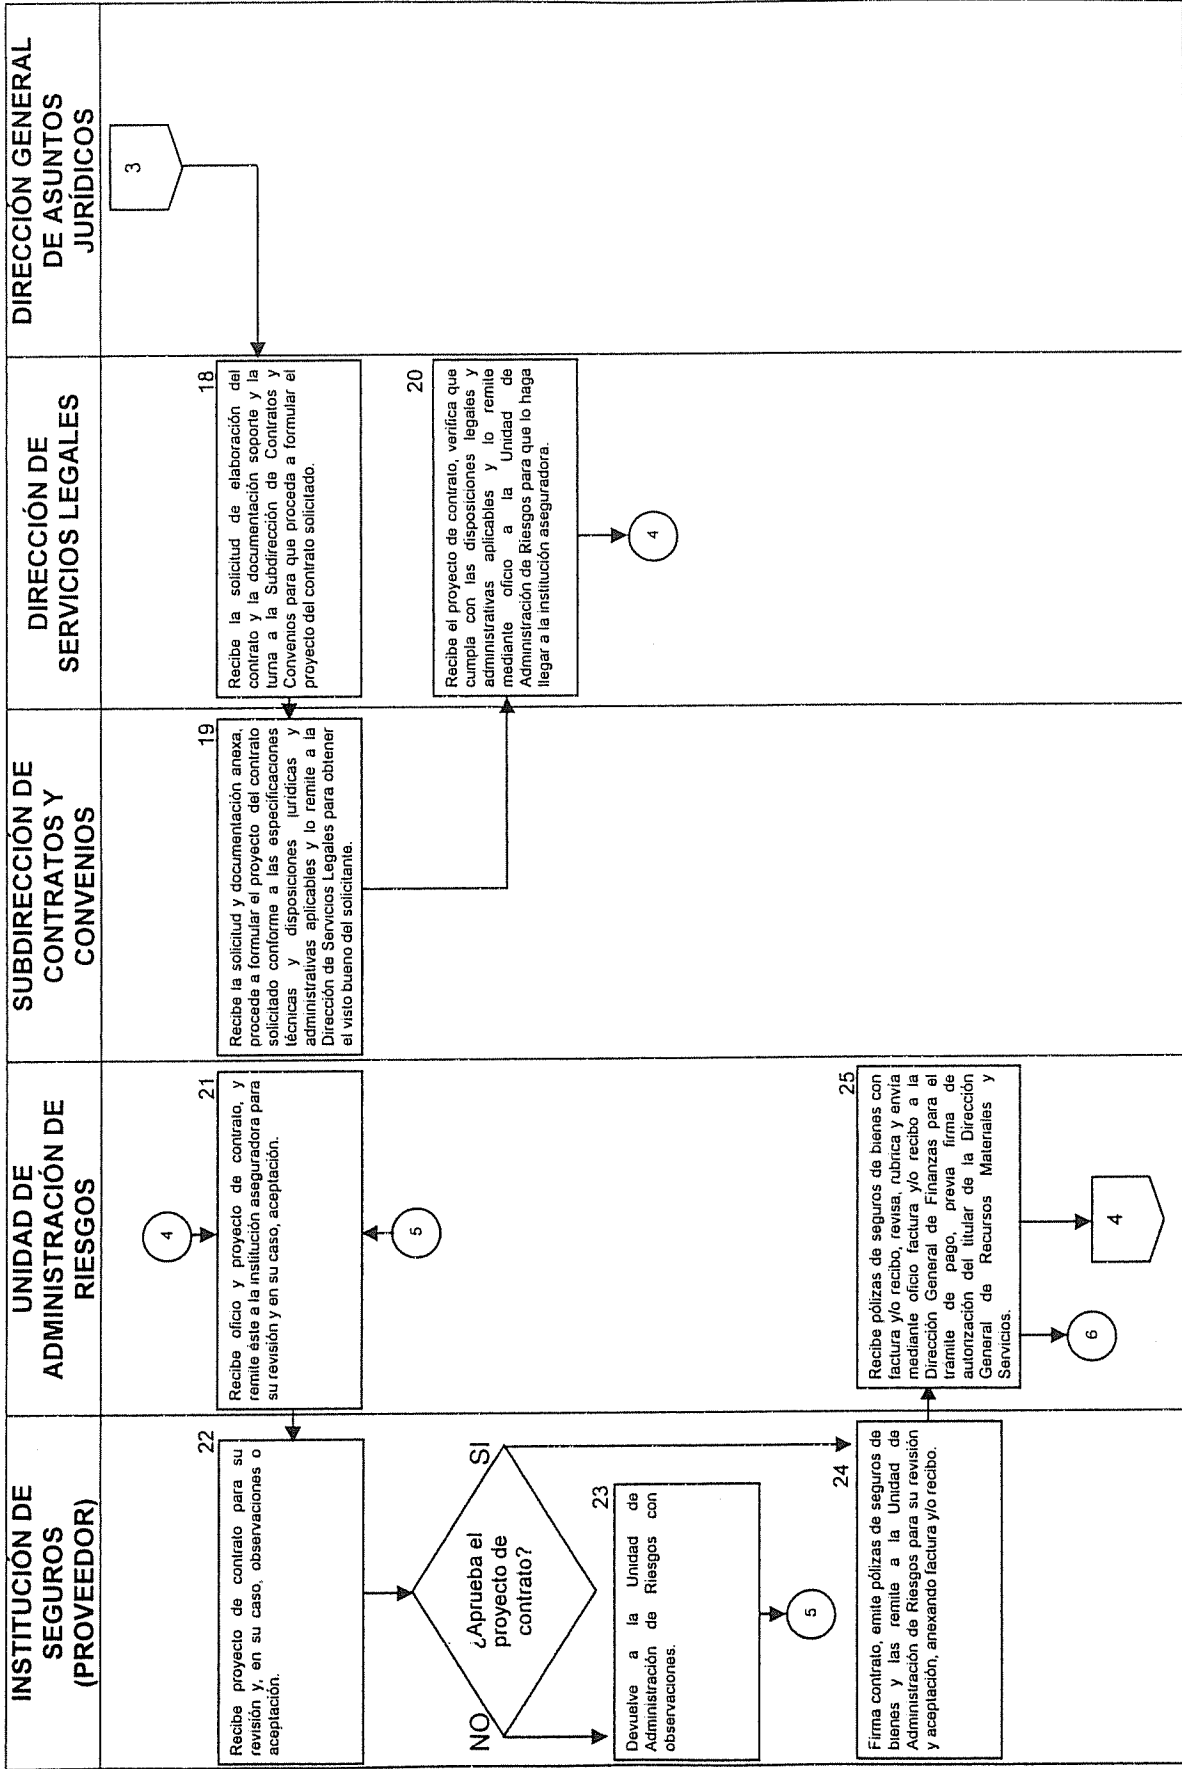 INSTITUCIÓN DE
SEGUROS
(PROVEEDOR)
UNIDAD DE
ADMINISTRACIÓN DE
RIESGOS
SUBDIRECCIÓN DE
CONTRATOS Y
CONVENIOS
DIRECCIÓN DE
SERVICIOS LEGALES
DIRECCIÓN GENERAL
DE ASUNTOS
JURÍDICOS
3
18
Recibe la solicitud de elaboración del
contrato y la documentación soporte y la
turna a la Subdirección de Contratos y
Convenios para que proceda a formular el
proyecto del contrato solicitado.
19
Recibe la solicitud y documentación anexa,
procede a formular el proyecto del contrato
solicitado conforme a las especificaciones
técnicas y disposiciones jurídicas y
administrativas aplicables y lo remite a la
Dirección de Servicios Legales para obtener
el visto bueno del solicitante.
20
Recibe el proyecto de contrato, verifica que
cumpla con las disposiciones legales y
administrativas aplicables y lo remite
mediante oficio a la Unidad de
Administración de Riesgos para que lo haga
llegar a la institución aseguradora.
4
4
21
Recibe oficio y proyecto de contrato, y
remite éste a la institución aseguradora para
su revisión y en su caso, aceptación.
5
22
Recibe proyecto de contrato para su
revisión y, en su caso, observaciones o
aceptación.
¿Aprueba el
proyecto de
contrato?
NO
SI
23
Devuelve a la Unidad de
Administración de Riesgos con
observaciones.
5
24
Firma contrato, emite pólizas de seguros de
bienes y las remite a la Unidad de
Administración de Riesgos para su revisión
y aceptación, anexando factura y/o recibo.
25
Recibe pólizas de seguros de bienes con
factura y/o recibo, revisa, rubrica y envía
mediante oficio factura y/o recibo a la
Dirección General de Finanzas para el
trámite de pago, previa firma de
autorización del titular de la Dirección
General de Recursos Materiales y
Servicios.
6
4